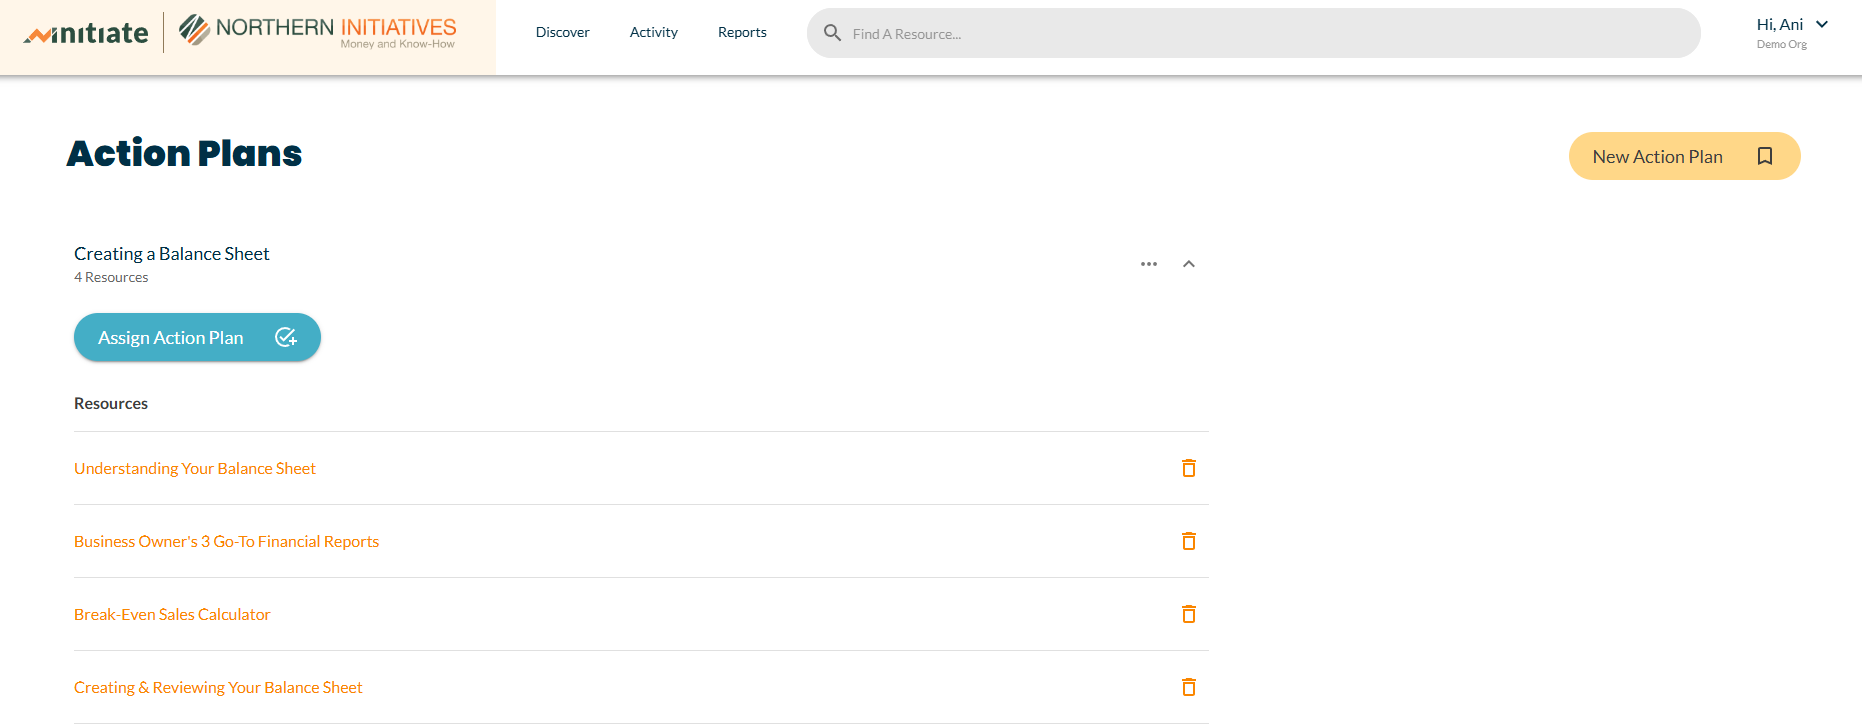 initiate
NORTHERN INITIATIVES
Money and Know-How
Discover
Activity
Reports
Find A Resource...
Hi, Ani
Demo Org
Action Plans
New Action Plan
Creating a Balance Sheet
4 Resources
Assign Action Plan
Resources
Understanding Your Balance Sheet
Business Owner's 3 Go-To Financial Reports
Break-Even Sales Calculator
Creating & Reviewing Your Balance Sheet